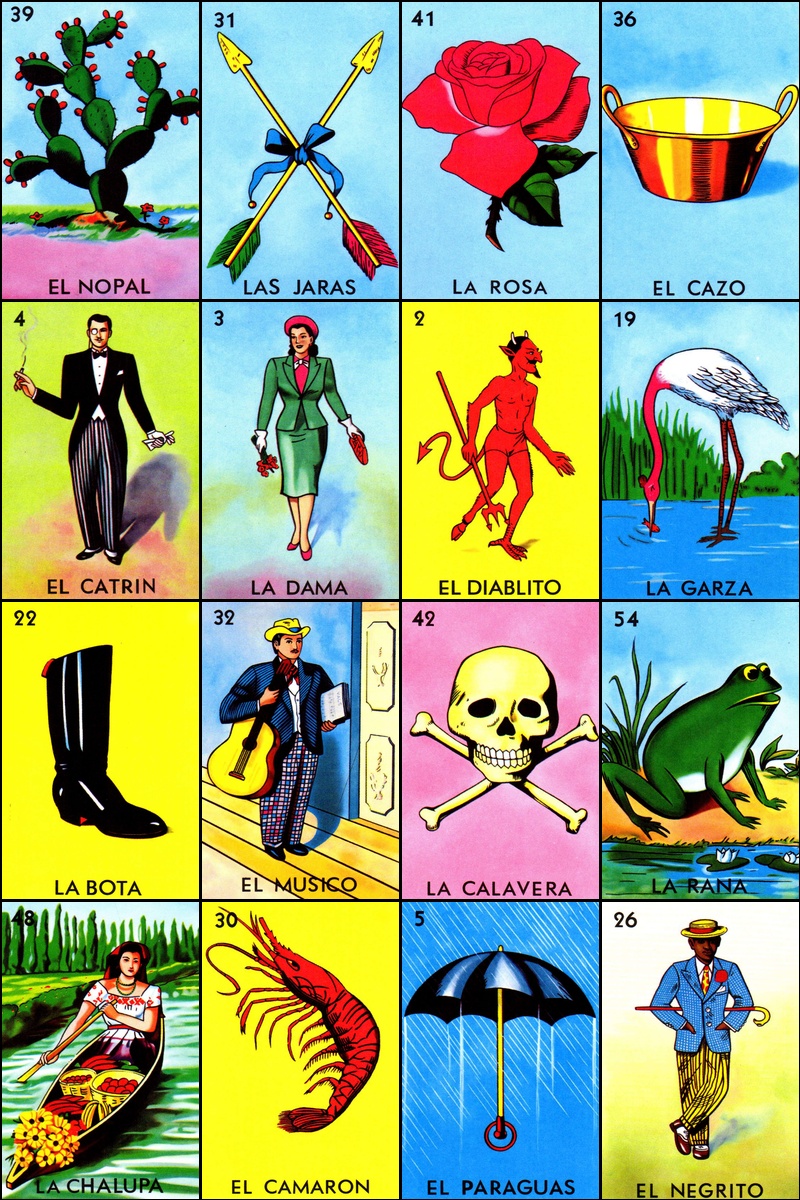 39
EL NOPAL
31
LAS JARAS
41
LA ROSA
36
EL CAZO
4
EL CATRIN
3
LA DAMA
2
EL DIABLITO
19
LA GARZA
22
LA BOTA
32
EL MUSICO
42
LA CALAVERA
54
LA RANA
48
LA CHALUPA
30
EL CAMARON
5
EL PARAGUAS
26
EL NEGRITO